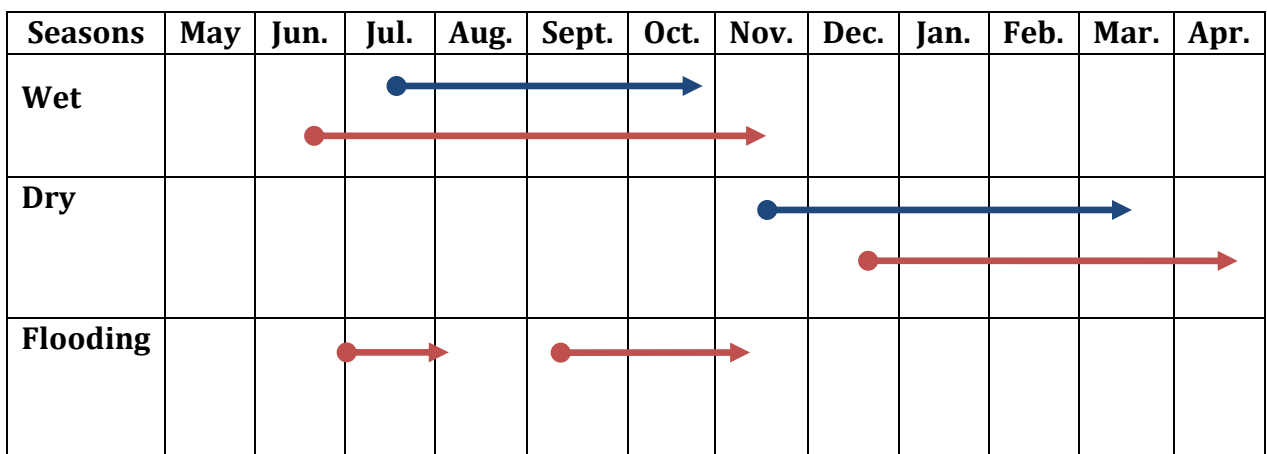 Seasons May Jun. Jul. Aug. Sept. Oct. Nov. Dec. Jan. Feb. Mar. Apr.
Wet
Dry
Flooding